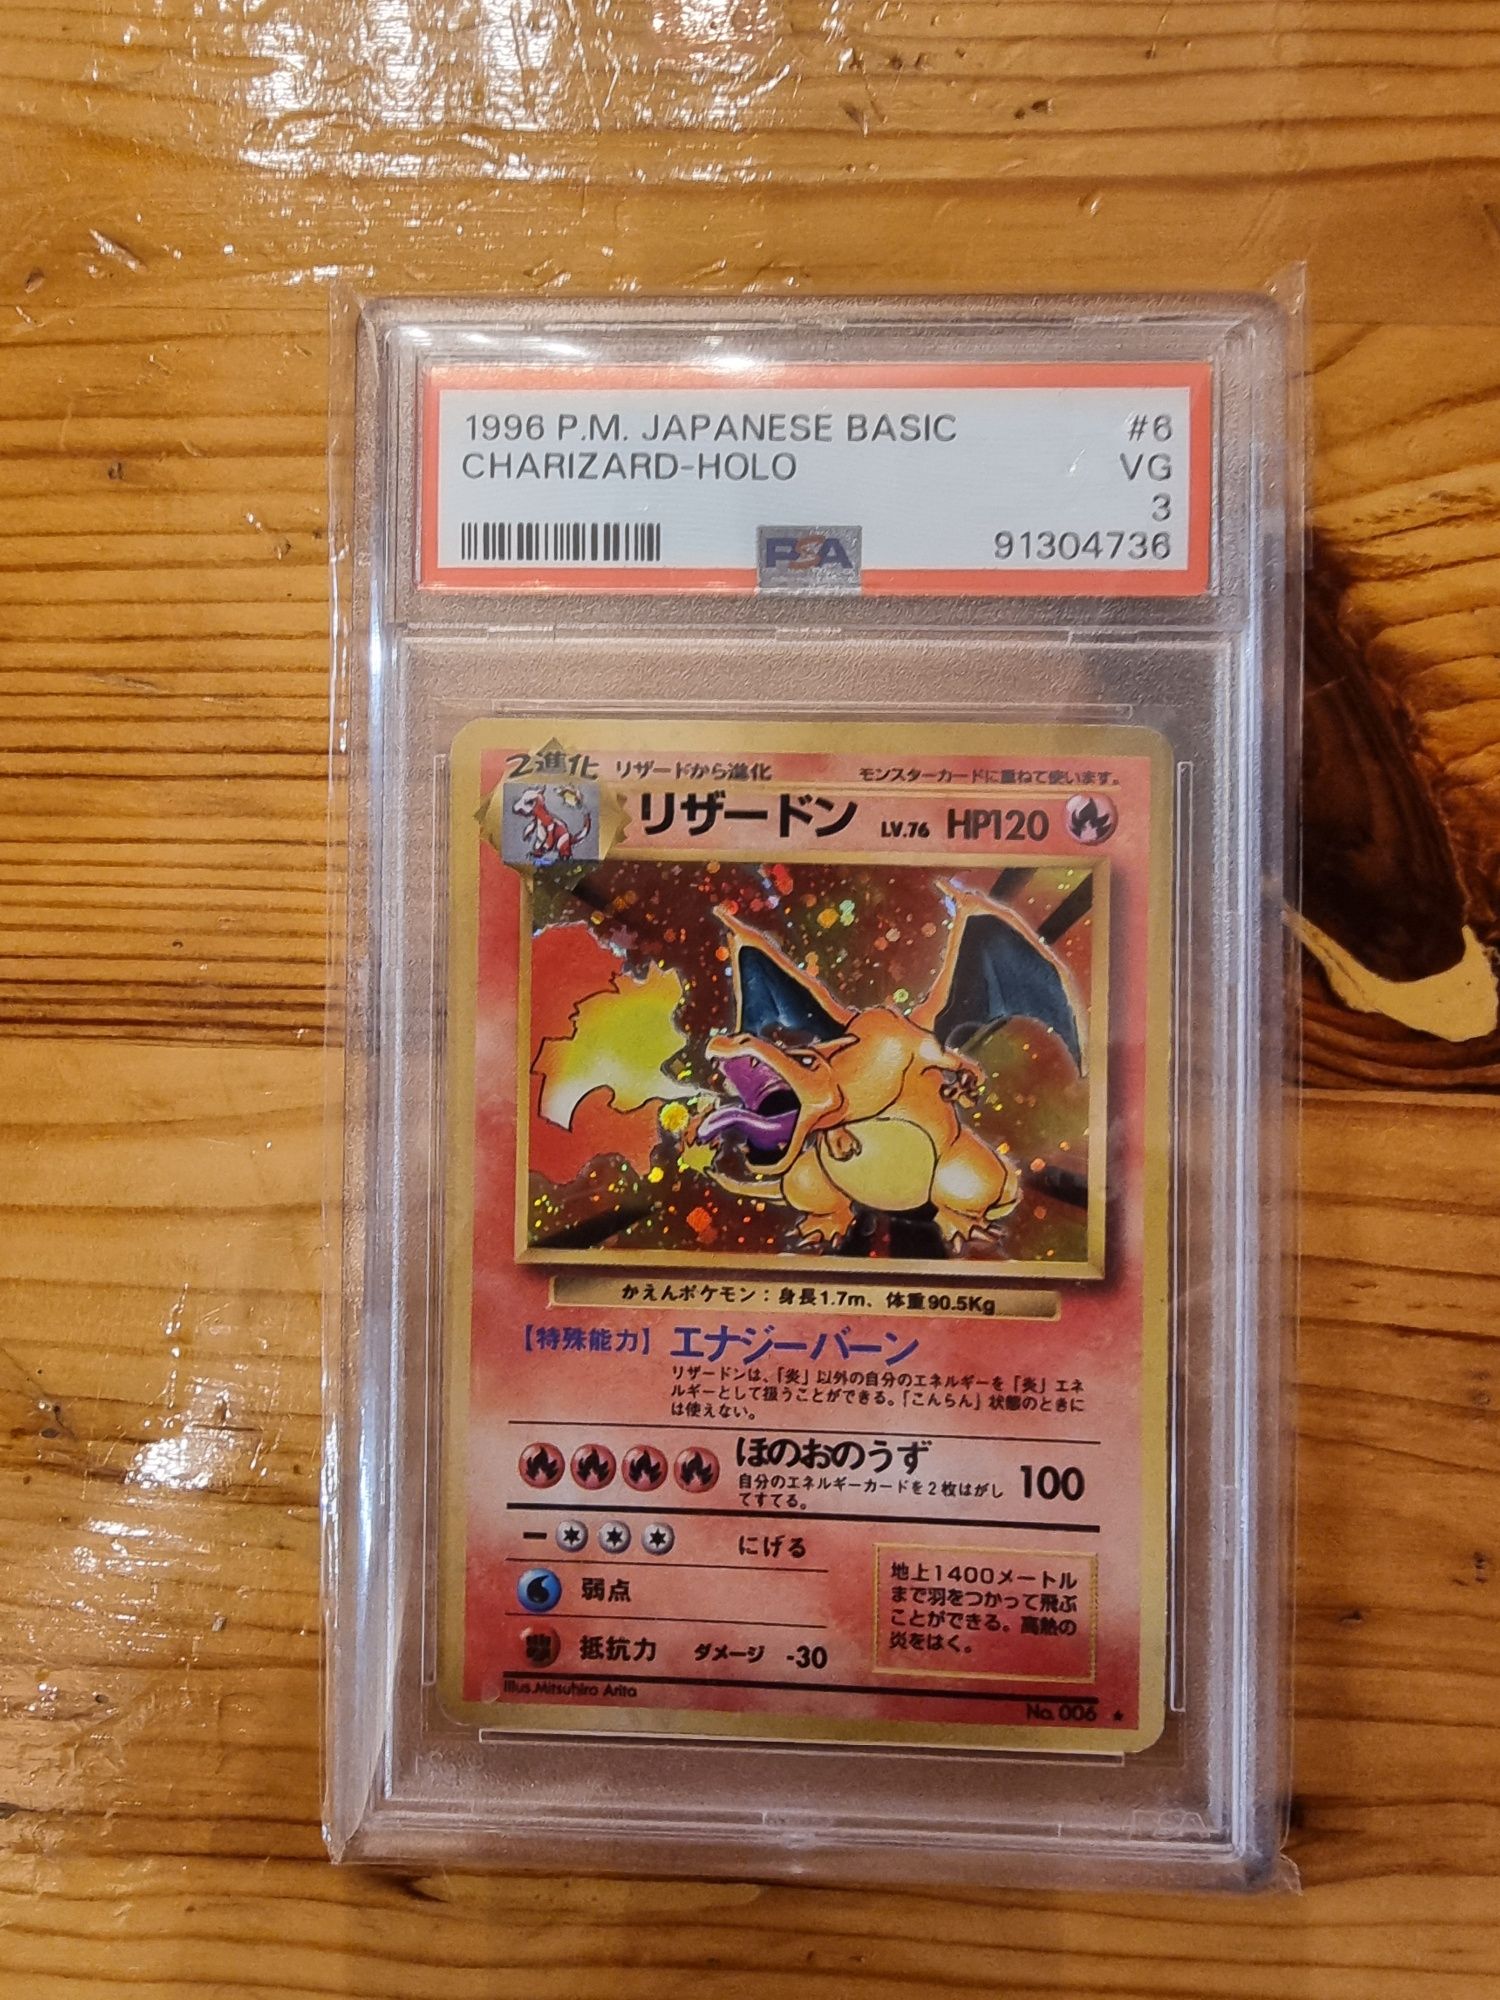 1996 P.M. JAPANESE BASIC #6
CHARIZARD-HOLO VG
3
PSA 91304736
2進化 リザードから進化 モンスターカードに重ねて使います。
リザードン LV.76 HP120
かえんポケモン：身長1.7m、体重90.5Kg
【特殊能力】 エナジーバーン
リザードンは、「炎」以外の自分のエネルギーを「炎」エネ
ルギーとして扱うことができる。「こんらん」状態のときに
は使えない。
ほのおのうず 100
自分のエネルギーカードを2枚はがし
てすてる。
にげる
弱点
抵抗力 ダメージ -30
地上1400メートル
まで羽をつかって飛ぶ
ことができる。高熱の
炎をはく。
Illus.Mitsuhiro Arita
No. 006 ★
PSA